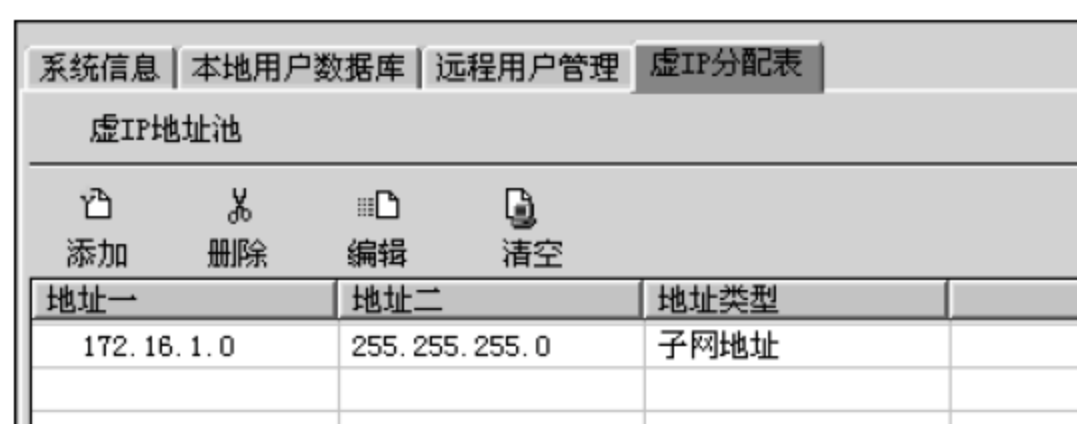 系统信息 本地用户数据库 远程用户管理 虚IP分配表
虚IP地址池
添加 删除 编辑 清空
地址一 地址二 地址类型
172.16.1.0 255.255.255.0 子网地址